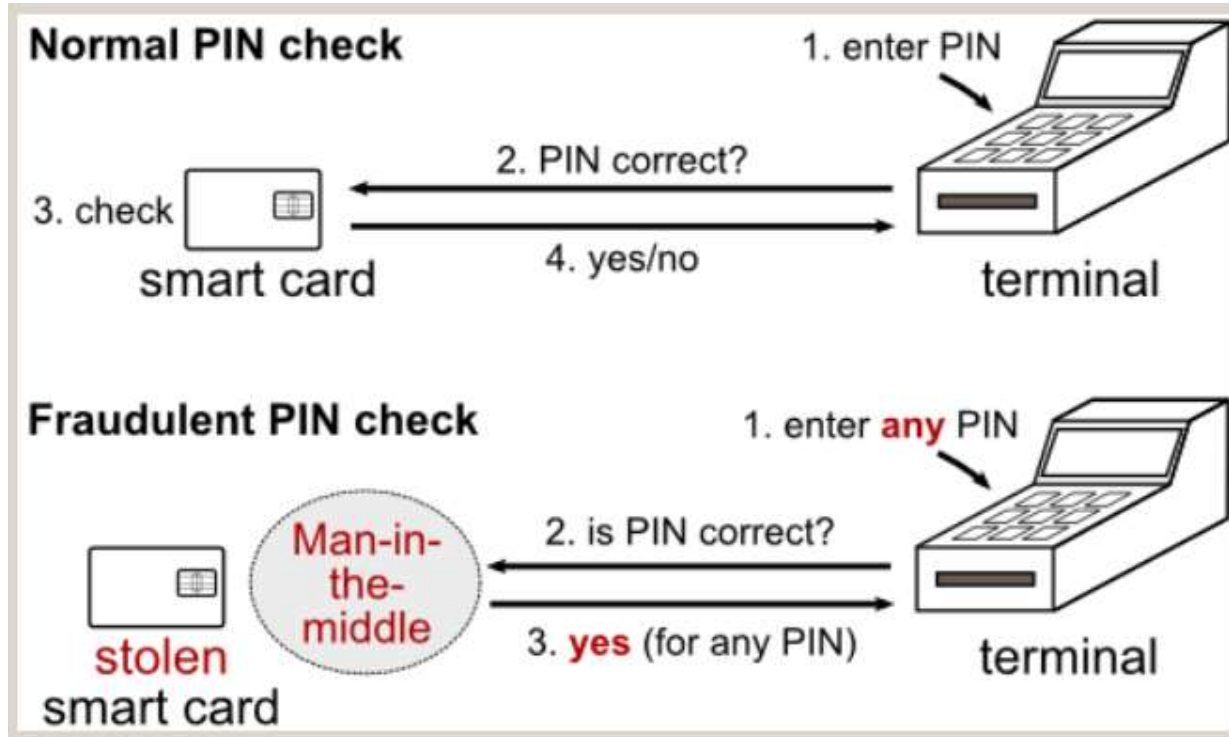 Normal PIN check
1. enter PIN
2. PIN correct?
3. check
4. yes/no
smart card
terminal
Fraudulent PIN check
1. enter any PIN
Man-in-
the-
middle
2. is PIN correct?
3. yes (for any PIN)
stolen
smart card
terminal